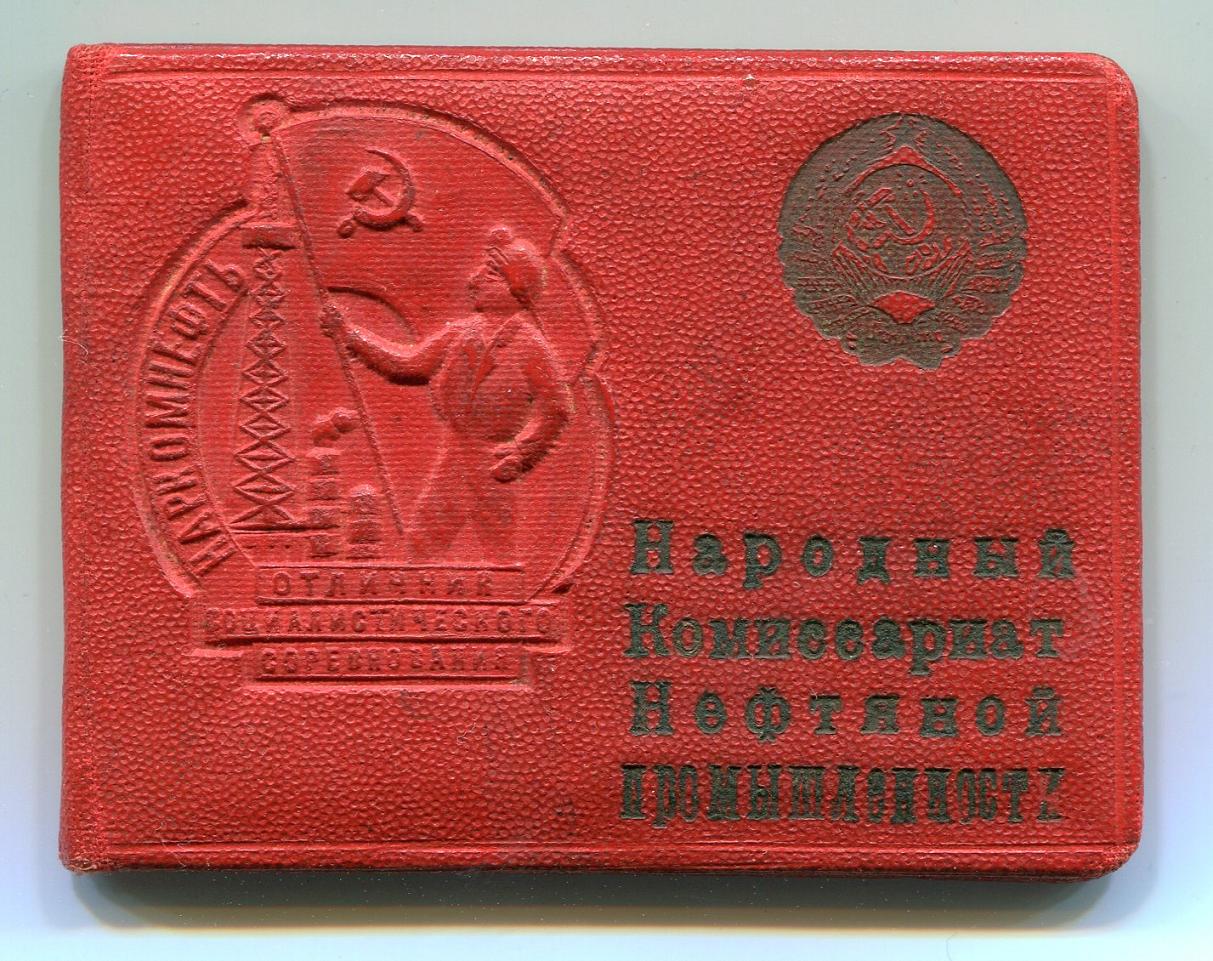 НАРКОМНЕФТЬ
ОТЛИЧНИК
СОЦИАЛИСТИЧЕСКОГО
СОРЕВНОВАНИЯ
Народный
Комиссариат
Нефтяной
промышленности